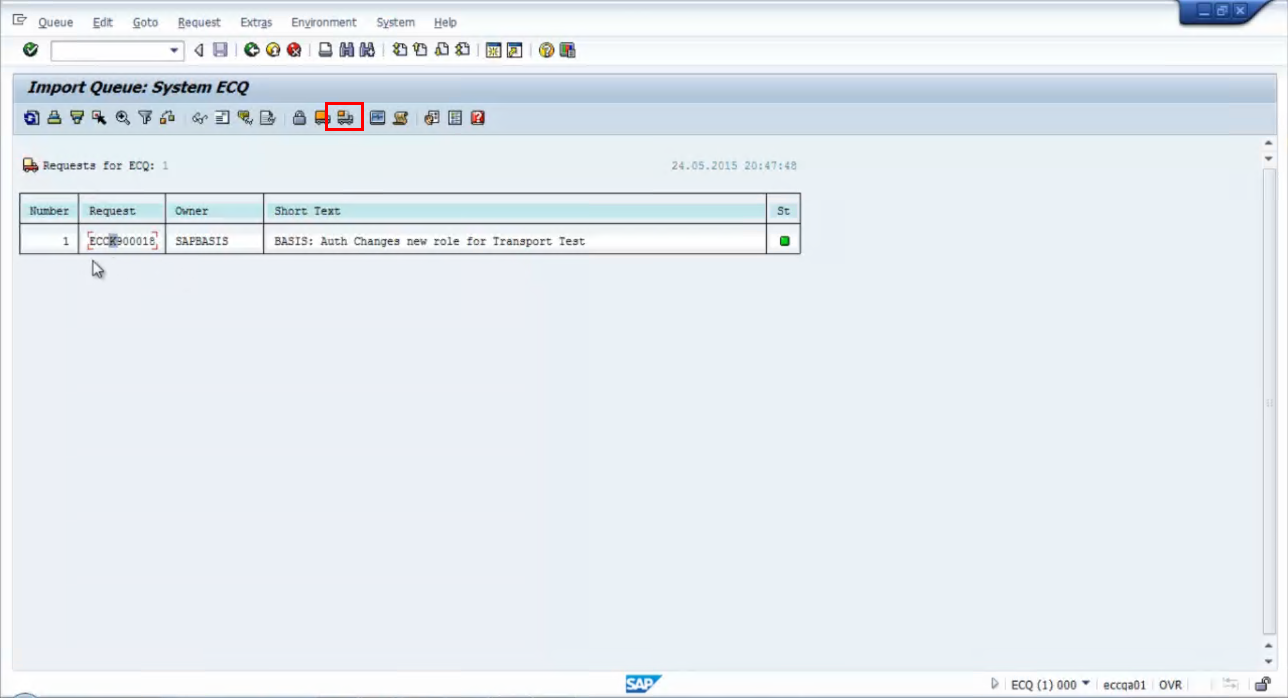 Queue Edit Goto Request Extras Environment System Help
Import Queue: System ECQ
Requests for ECQ: 1 24.05.2015 20:47:48
Number Request Owner Short Text St
1 ECCK900018 SAPBASIS BASIS: Auth Changes new role for Transport Test
SAP ECQ (1) 000 eccqa01 OVR